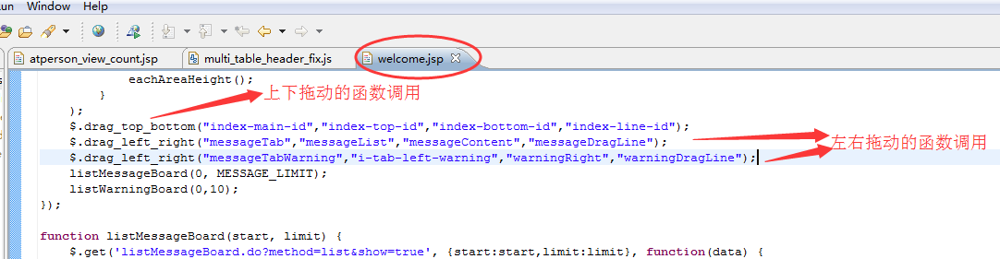 un Window Help
atperson_view_count.jsp multi_table_header_fix.js welcome.jsp
eachAreaHeight();
}
上下拖动的函数调用
);
$.drag_top_bottom("index-main-id","index-top-id","index-bottom-id","index-line-id");
$.drag_left_right("messageTab","messageList","messageContent","messageDragLine");
左右拖动的函数调用
$.drag_left_right("messageTabWarning","i-tab-left-warning","warningRight","warningDragLine");
listMessageBoard(0, MESSAGE_LIMIT);
listWarningBoard(0,10);
});
function listMessageBoard(start, limit) {
$.get('listMessageBoard.do?method=list&show=true', {start:start,limit:limit}, function(data) {